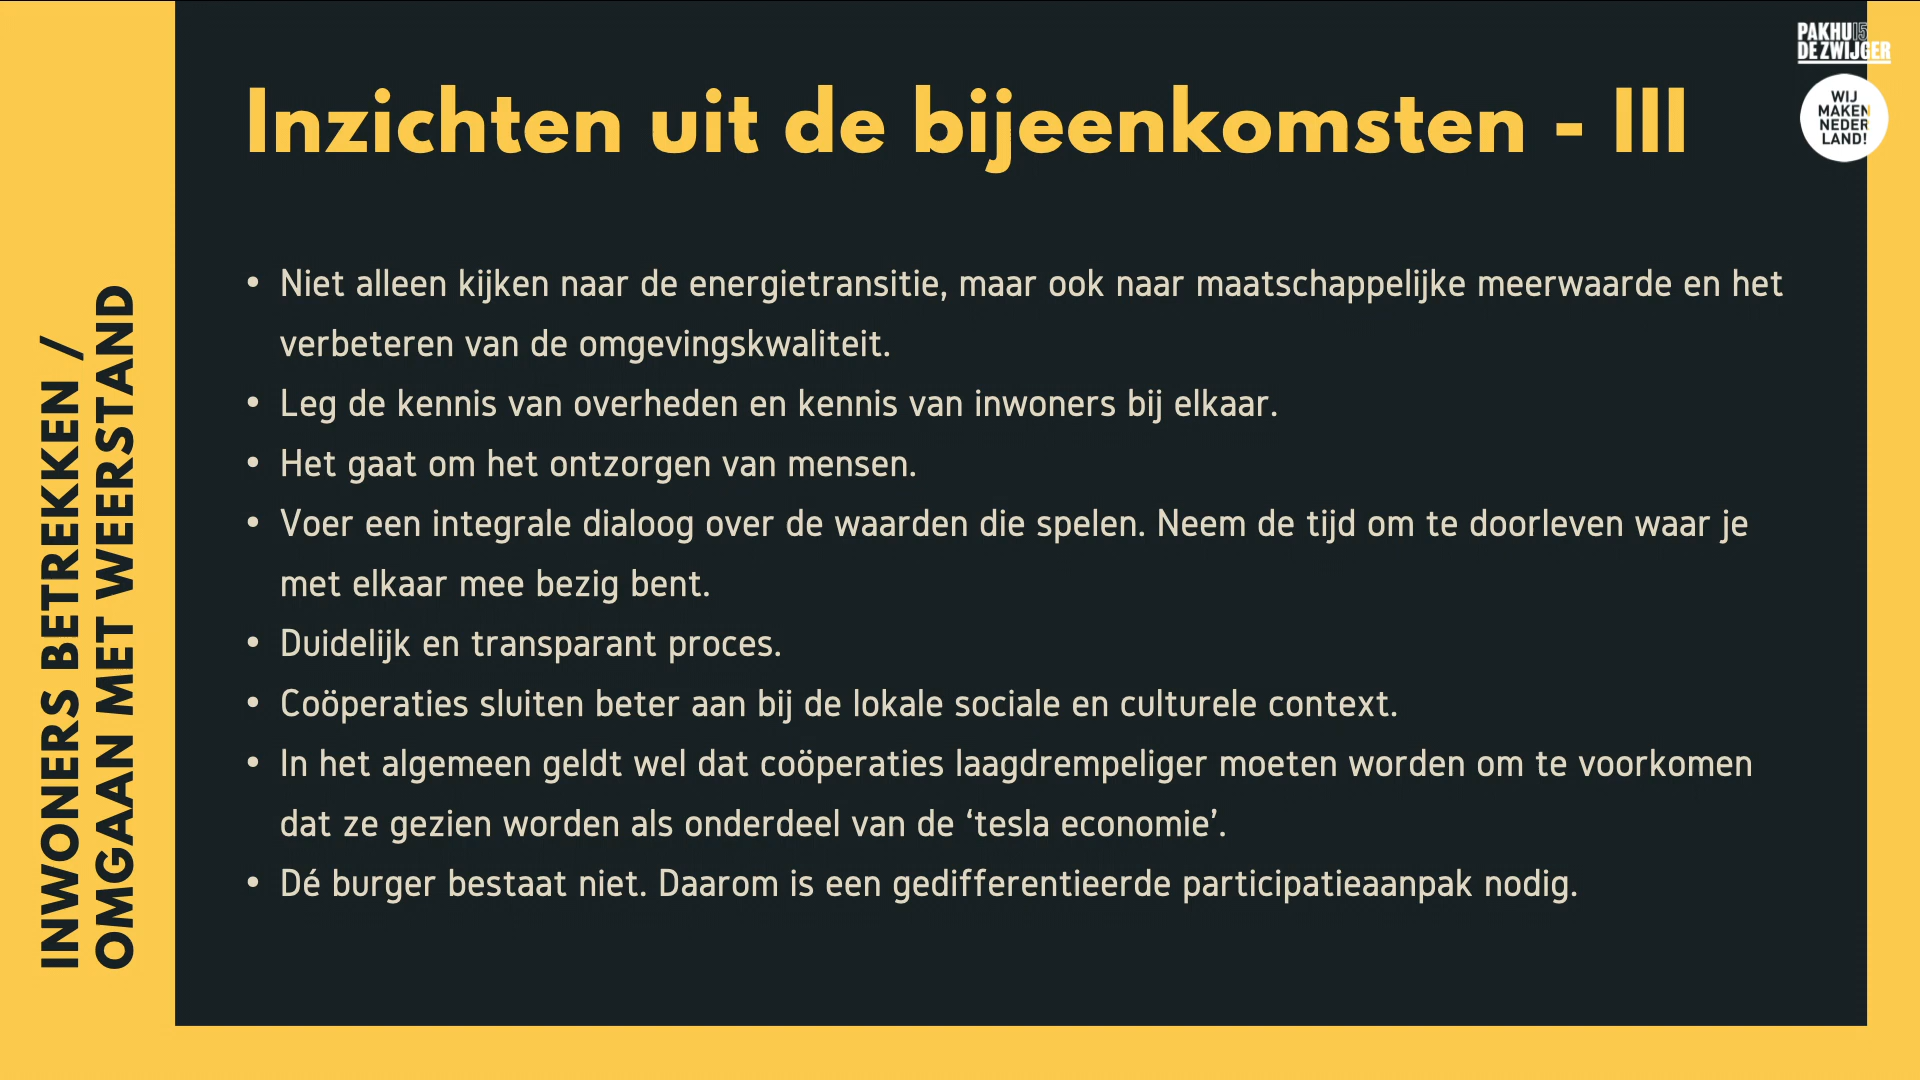 PAKHUIS
DE ZWIJGER
WIJ
MAKEN
NEDER
LAND!
Inzichten uit de bijeenkomsten - III
INWONERS BETREKKEN /
OMGAAN MET WEERSTAND
• Niet alleen kijken naar de energietransitie, maar ook naar maatschappelijke meerwaarde en het
verbeteren van de omgevingskwaliteit.
• Leg de kennis van overheden en kennis van inwoners bij elkaar.
• Het gaat om het ontzorgen van mensen.
• Voer een integrale dialoog over de waarden die spelen. Neem de tijd om te doorleven waar je
met elkaar mee bezig bent.
• Duidelijk en transparant proces.
• Coöperaties sluiten beter aan bij de lokale sociale en culturele context.
• In het algemeen geldt wel dat coöperaties laagdrempeliger moeten worden om te voorkomen
dat ze gezien worden als onderdeel van de ‘tesla economie’.
• Dé burger bestaat niet. Daarom is een gedifferentieerde participatieaanpak nodig.